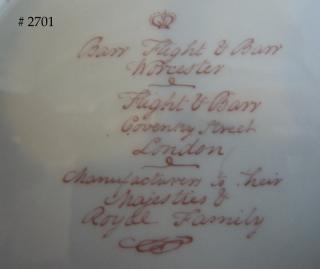 # 2701
Barr Flight & Barr
Worcester
Flight & Barr
Coventry Street
London
Manufacturers to their
Majesties &
Royal Family